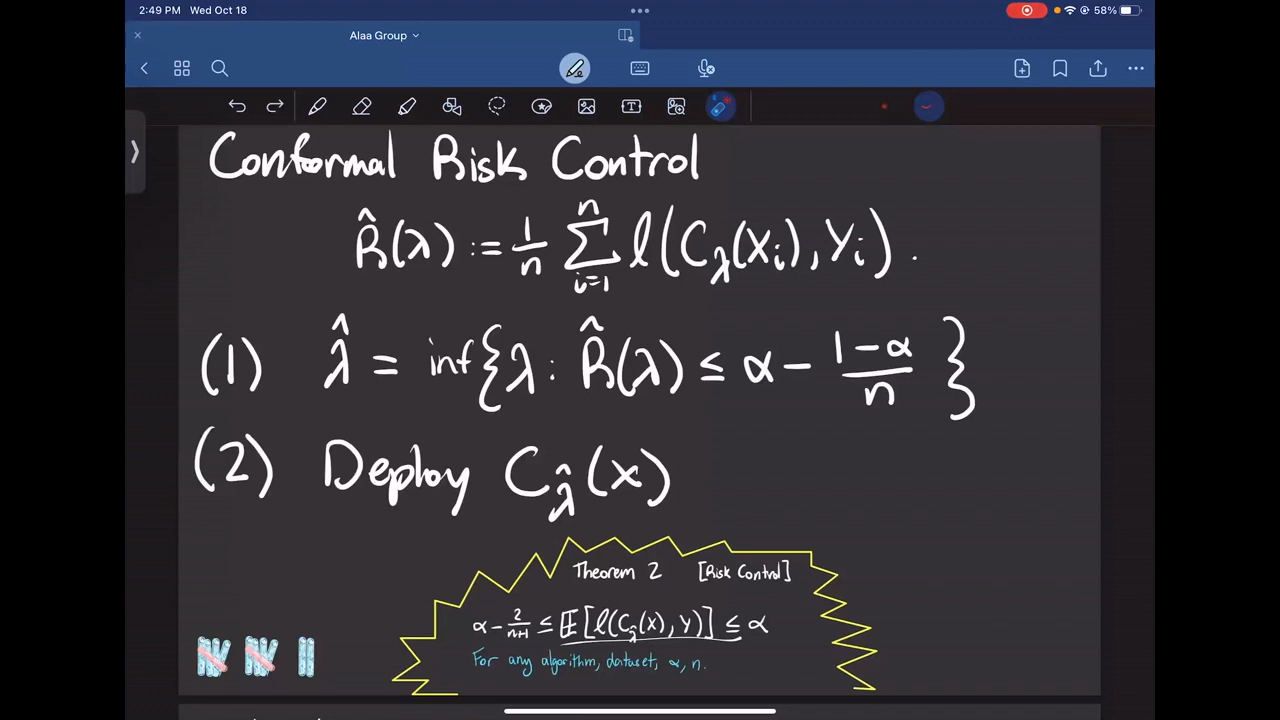 2:49 PM Wed Oct 18
58%
Alaa Group
Conformal Risk Control
R̂(λ) := 1/n Σ_{i=1}^{n} l(C_λ(X_i), Y_i) .
(1) λ̂ = inf{λ : R̂(λ) ≤ α - (1-α)/n }
(2) Deploy C_λ̂(x)
Theorem 2 [Risk Control]
α - 2/(n+1) ≤ E[l(C_λ̂(X), Y)] ≤ α
For any algorithm, dataset, α, n.